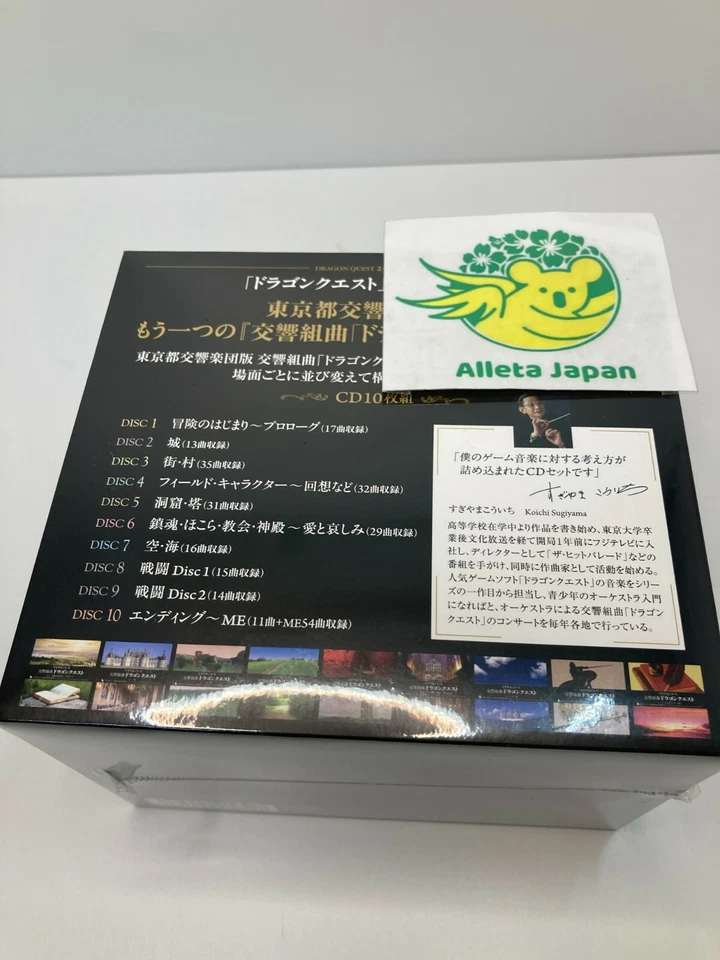 DRAGON QUEST
「ドラゴンクエスト」
東京都交響
もう一つの『交響組曲「ド
東京都交響楽団版 交響組曲「ドラゴンク
場面ごとに並び変えて
CD10枚組
DISC 1 冒険のはじまり〜プロローグ(17曲収録)
DISC 2 城(13曲収録)
DISC 3 街・村(35曲収録)
DISC 4 フィールド・キャラクター〜回想など(32曲収録)
DISC 5 洞窟・塔(31曲収録)
DISC 6 鎮魂・ほこら・教会・神殿〜愛と哀しみ(29曲収録)
DISC 7 空・海(16曲収録)
DISC 8 戦闘 Disc 1(15曲収録)
DISC 9 戦闘 Disc 2(14曲収録)
DISC 10 エンディング〜ME(11曲+ME54曲収録)
Alleta Japan
「僕のゲーム音楽に対する考え方が
詰め込まれたCDセットです」
すぎやまこういち Koichi Sugiyama
高等学校在学中より作品を書き始め、東京大学卒
業後文化放送を経て開局1年前にフジテレビに入
社し、ディレクターとして「ザ・ヒットパレード」などの
番組を手がけ、同時に作曲家として活動を始める。
人気ゲームソフト「ドラゴンクエスト」の音楽をシリー
ズの一作目から担当し、青少年のオーケストラ入門
になればと、オーケストラによる交響組曲「ドラゴン
クエスト」のコンサートを毎年各地で行っている。